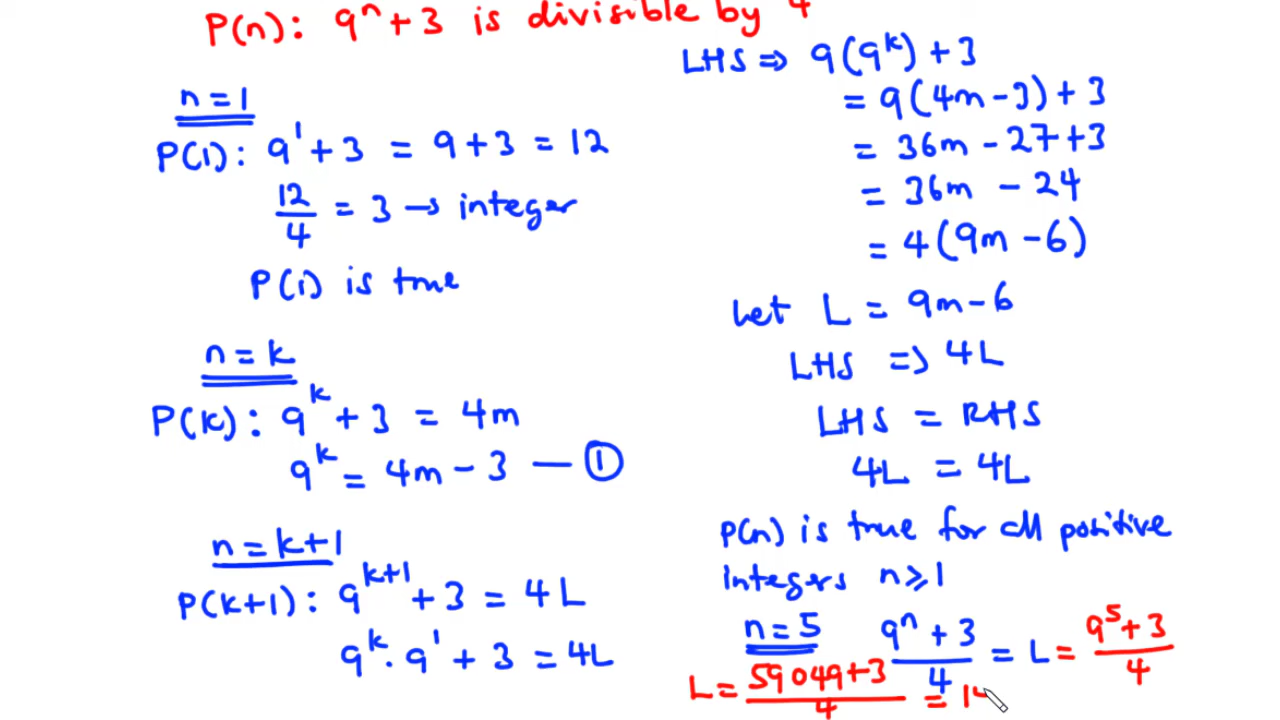 P(n): 9ⁿ + 3 is divisible by 4
n = 1
P(1): 9¹ + 3 = 9 + 3 = 12
12/4 = 3 → integer
P(1) is true
n = k
P(k): 9ᵏ + 3 = 4m
9ᵏ = 4m - 3 — ①
n = k+1
P(k+1): 9ᵏ⁺¹ + 3 = 4L
9ᵏ · 9¹ + 3 = 4L
LHS ⇒ 9(9ᵏ) + 3
= 9(4m - 3) + 3
= 36m - 27 + 3
= 36m - 24
= 4(9m - 6)
Let L = 9m - 6
LHS ⇒ 4L
LHS = RHS
4L = 4L
P(n) is true for all positive
integers n ≥ 1
n = 5 (9ⁿ + 3)/4 = L = (9⁵ + 3)/4
L = (59049 + 3)/4 = 14